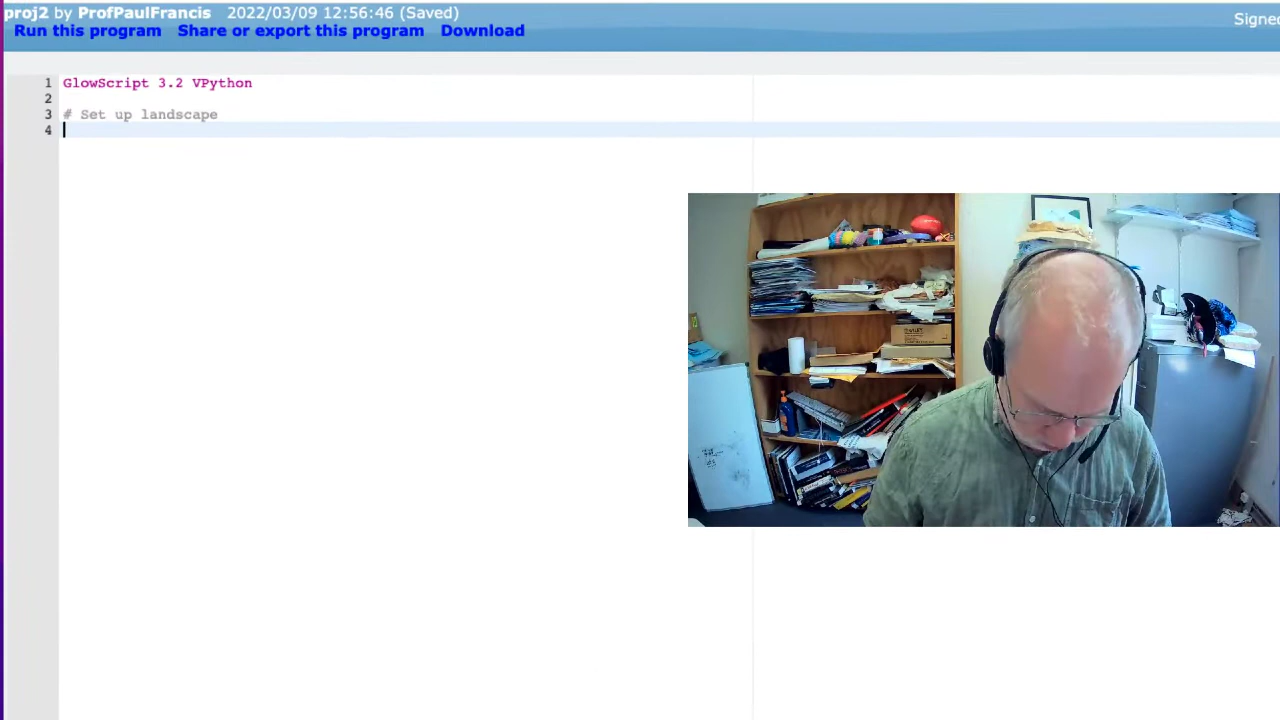 proj2 by ProfPaulFrancis 2022/03/09 12:56:46 (Saved)
Signed
Run this program Share or export this program Download
1 GlowScript 3.2 VPython
2
3 # Set up landscape
4